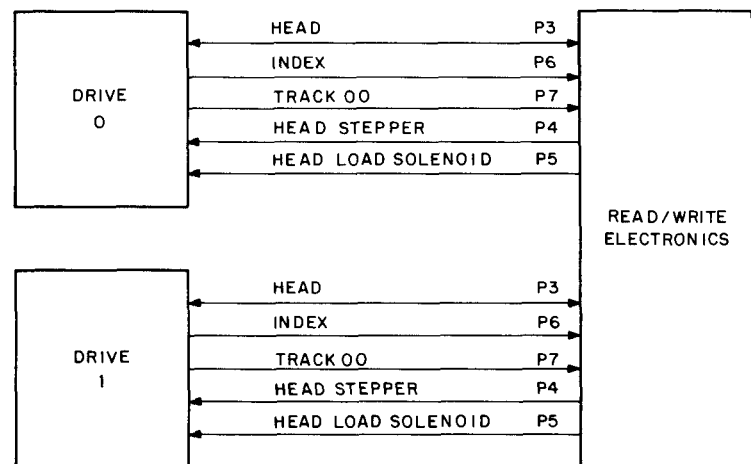 HEAD P3
INDEX P6
DRIVE
0
TRACK 00 P7
HEAD STEPPER P4
HEAD LOAD SOLENOID P5
READ/WRITE
ELECTRONICS
HEAD P3
INDEX P6
DRIVE
1
TRACK 00 P7
HEAD STEPPER P4
HEAD LOAD SOLENOID P5